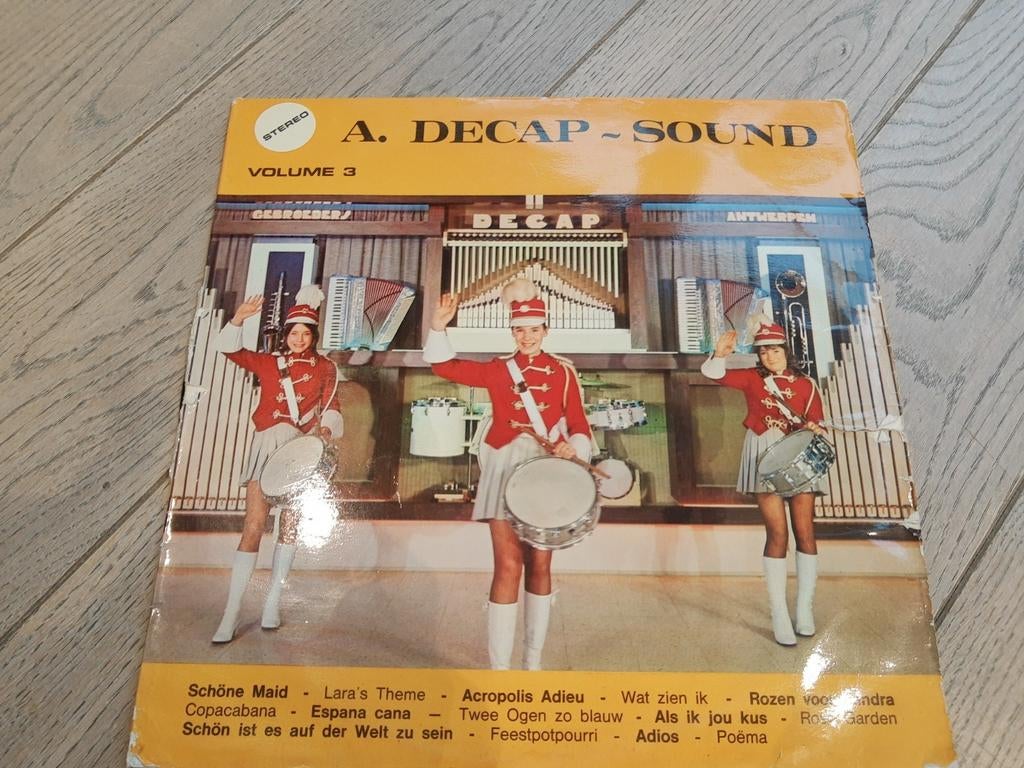 STEREO
A. DECAP ~ SOUND
VOLUME 3
GEBROEDERS
DECAP
ANTWERPEN
Schöne Maid - Lara's Theme - Acropolis Adieu - Wat zien ik - Rozen voor
Copacabana - Espana cana — Twee Ogen zo blauw - Als ik jou kus - Garden
Schön ist es auf der Welt zu sein - Feestpotpourri - Adios - Poëma